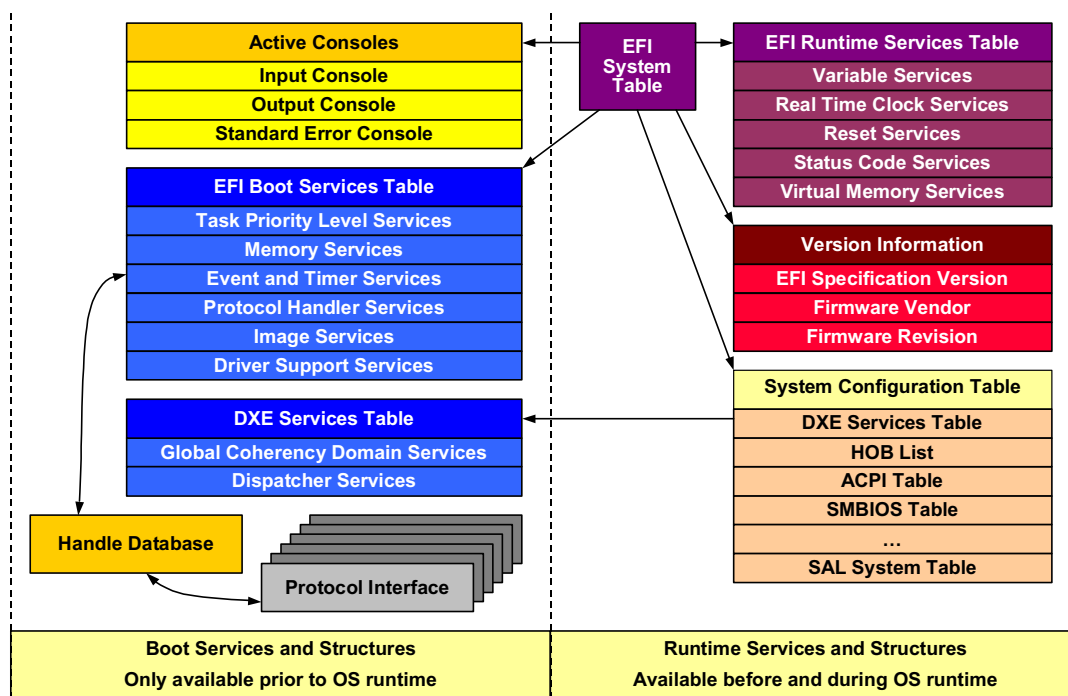 Active Consoles
Input Console
Output Console
Standard Error Console
EFI
System
Table
EFI Runtime Services Table
Variable Services
Real Time Clock Services
Reset Services
Status Code Services
Virtual Memory Services
EFI Boot Services Table
Task Priority Level Services
Memory Services
Event and Timer Services
Protocol Handler Services
Image Services
Driver Support Services
Version Information
EFI Specification Version
Firmware Vendor
Firmware Revision
DXE Services Table
Global Coherency Domain Services
Dispatcher Services
System Configuration Table
DXE Services Table
HOB List
ACPI Table
SMBIOS Table
…
SAL System Table
Handle Database
Protocol Interface
Boot Services and Structures
Only available prior to OS runtime
Runtime Services and Structures
Available before and during OS runtime